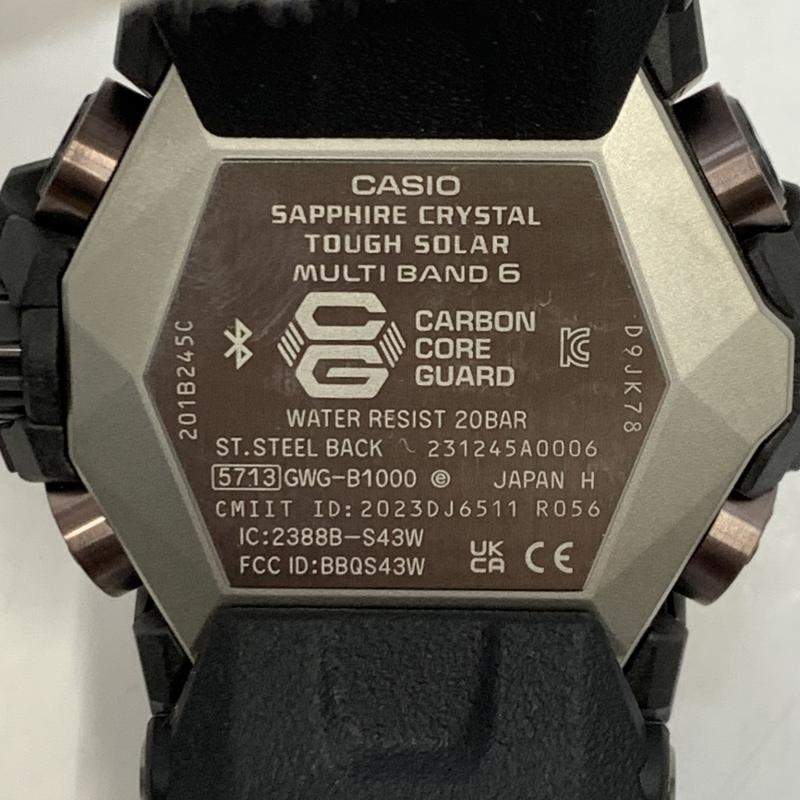 CASIO
SAPPHIRE CRYSTAL
TOUGH SOLAR
MULTI BAND 6
CG
CARBON
CORE
GUARD
201B245C
D9JK78
WATER RESIST 20BAR
ST.STEEL BACK 231245A0006
5713 GWG-B1000 ⓔ JAPAN H
CMIIT ID:2023DJ6511 R056
IC:2388B-S43W
FCC ID:BBQS43W
UK
CA
CE